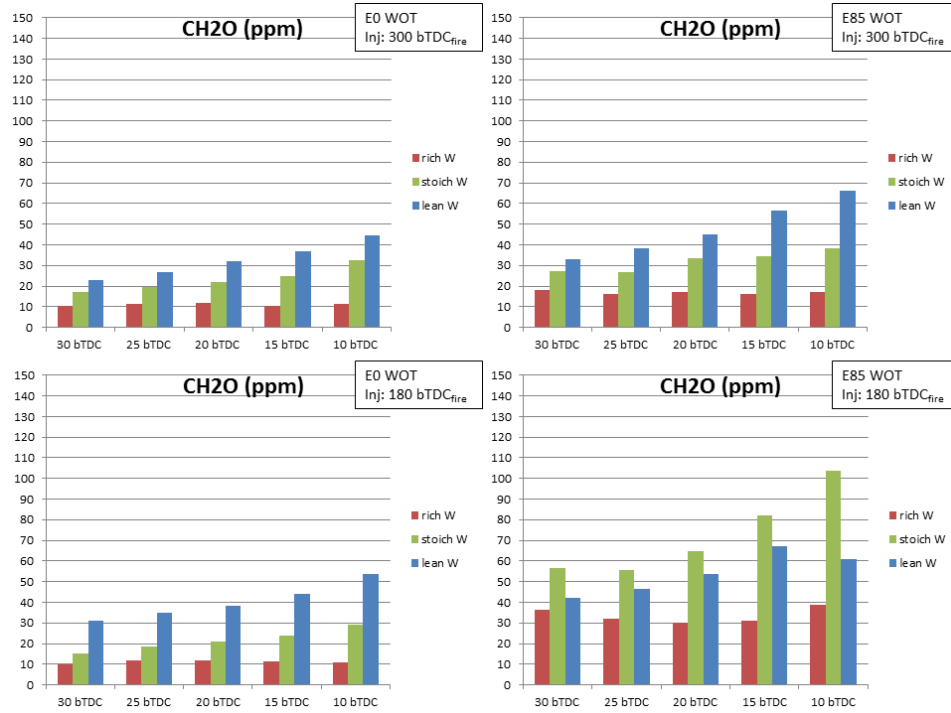 CH2O (ppm)
E0 WOT
Inj: 300 bTDCfire
150
140
130
120
110
100
90
80
70
60
50
40
30
20
10
0
30 bTDC 25 bTDC 20 bTDC 15 bTDC 10 bTDC
rich W
stoich W
lean W
CH2O (ppm)
E85 WOT
Inj: 300 bTDCfire
150
140
130
120
110
100
90
80
70
60
50
40
30
20
10
0
30 bTDC 25 bTDC 20 bTDC 15 bTDC 10 bTDC
rich W
stoich W
lean W
CH2O (ppm)
E0 WOT
Inj: 180 bTDCfire
150
140
130
120
110
100
90
80
70
60
50
40
30
20
10
0
30 bTDC 25 bTDC 20 bTDC 15 bTDC 10 bTDC
rich W
stoich W
lean W
CH2O (ppm)
E85 WOT
Inj: 180 bTDCfire
150
140
130
120
110
100
90
80
70
60
50
40
30
20
10
0
30 bTDC 25 bTDC 20 bTDC 15 bTDC 10 bTDC
rich W
stoich W
lean W